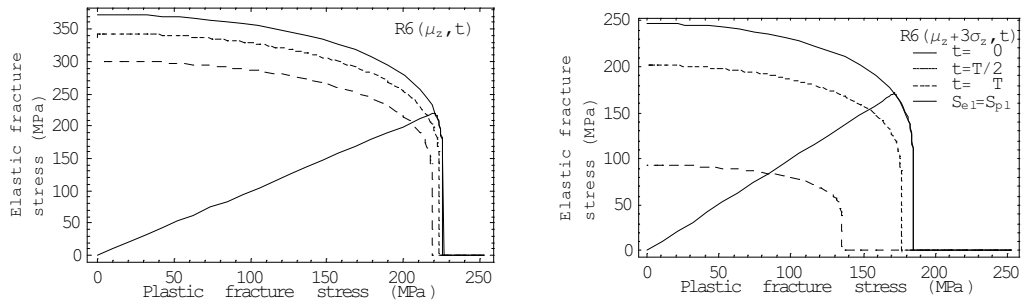 R6(μz,t)
350
300
250
200
150
100
50
0
Elastic fracture
stress (MPa)
0 50 100 150 200 250
Plastic fracture stress (MPa)
R6(μz+3σz,t)
t= 0
t=T/2
t= T
Sel=Spl
250
200
150
100
50
0
Elastic fracture
stress (MPa)
0 50 100 150 200 250
Plastic fracture stress (MPa)